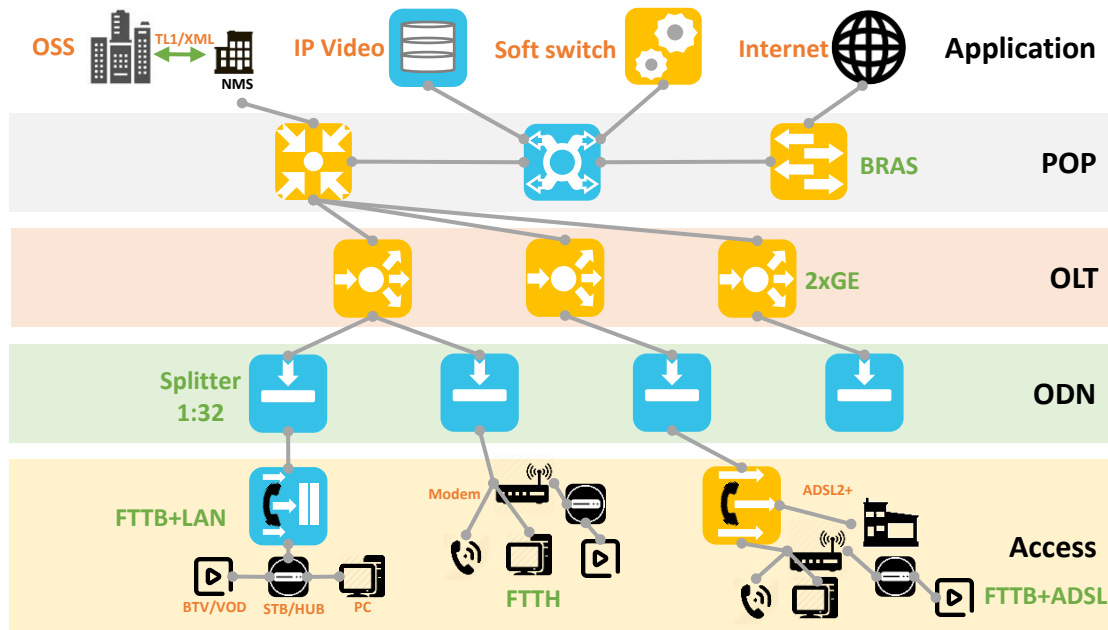 OSS
TL1/XML
NMS
IP Video
Soft switch
Internet
Application
BRAS
POP
2xGE
OLT
Splitter
1:32
ODN
FTTB+LAN
Modem
ADSL2+
Access
BTV/VOD
STB/HUB
PC
FTTH
FTTB+ADSL